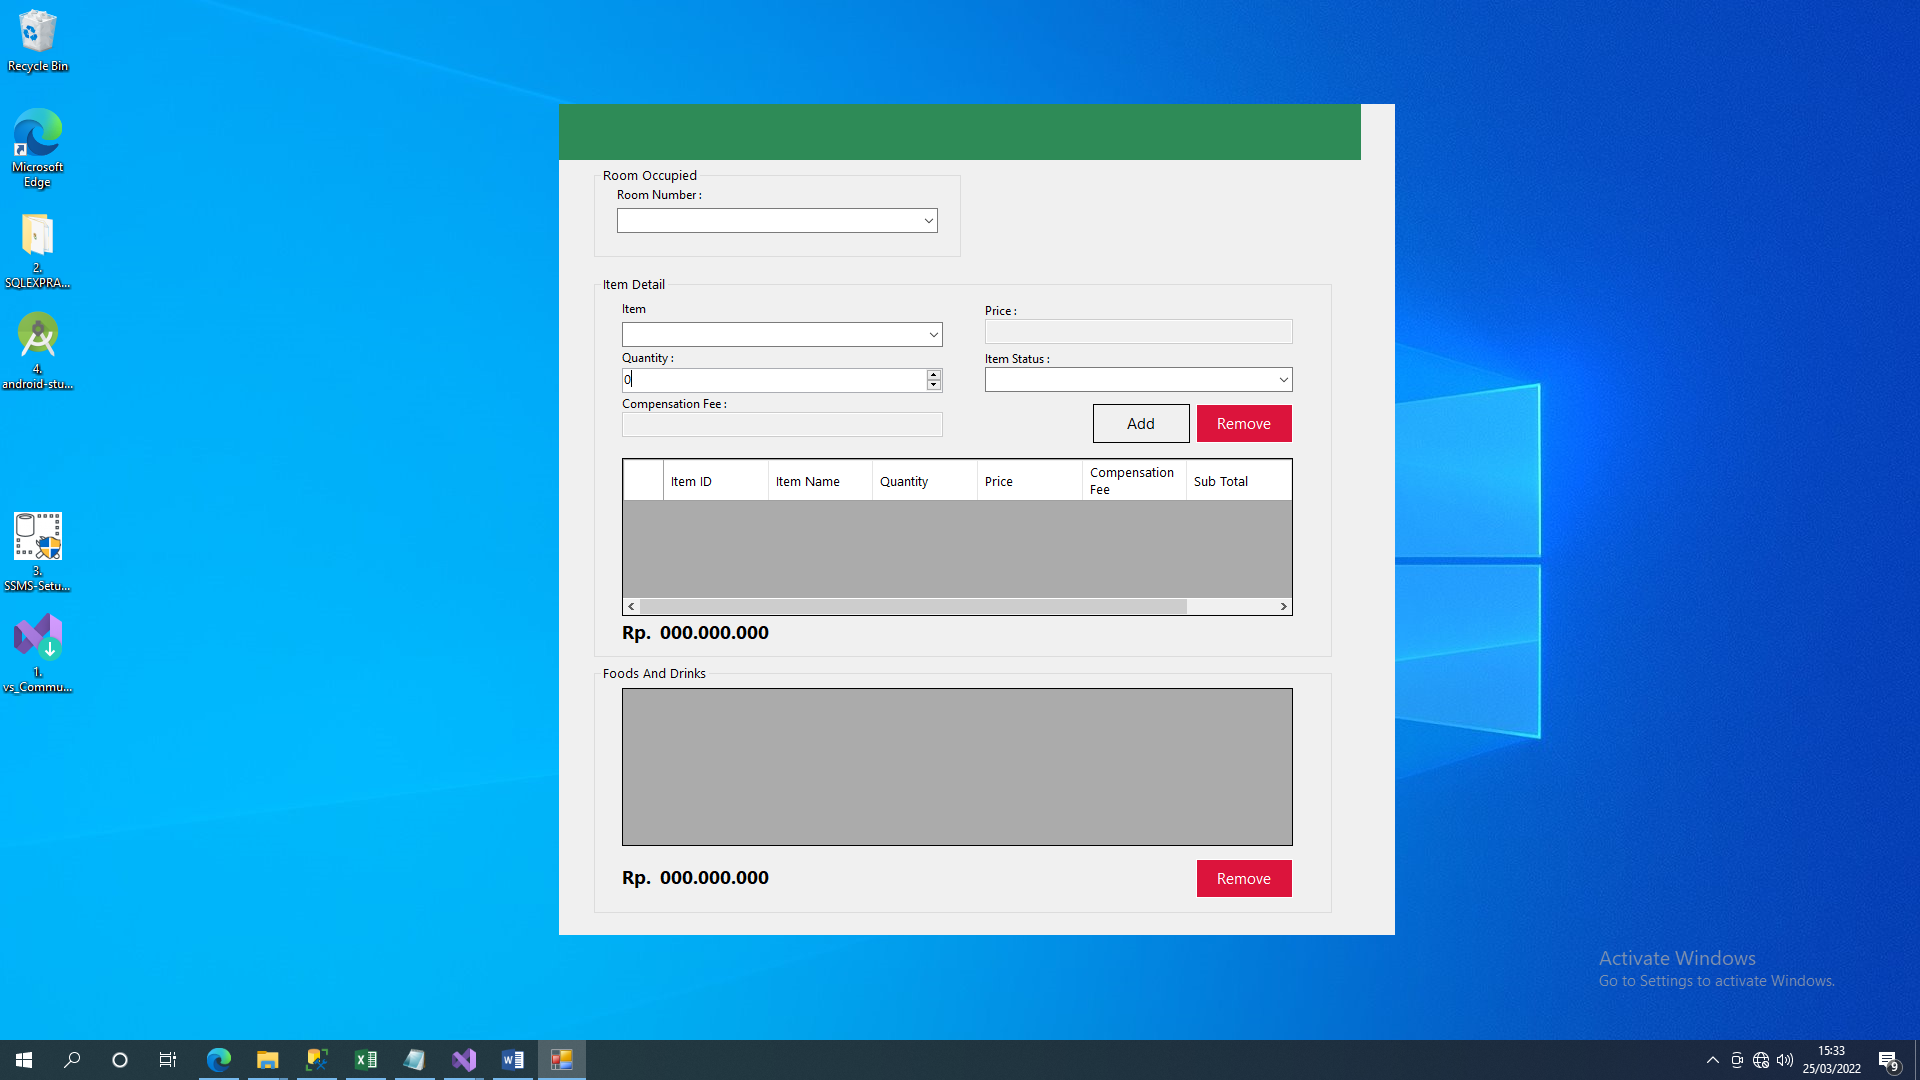 Recycle Bin
Microsoft
Edge
2.
SQLEXPRA...
4.
android-stu...
3.
SSMS-Setu...
1.
vs_Commu...
Room Occupied
Room Number :
Item Detail
Item
Price :
Quantity :
Item Status :
0
Compensation Fee :
Add
Remove
Item ID
Item Name
Quantity
Price
Compensation
Fee
Sub Total
Rp. 000.000.000
Foods And Drinks
Rp. 000.000.000
Remove
Activate Windows
Go to Settings to activate Windows.
15:33
25/03/2022
9